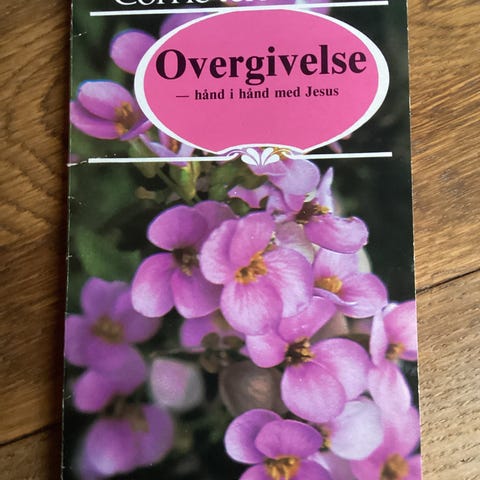 Overgivelse
— hånd i hånd med Jesus